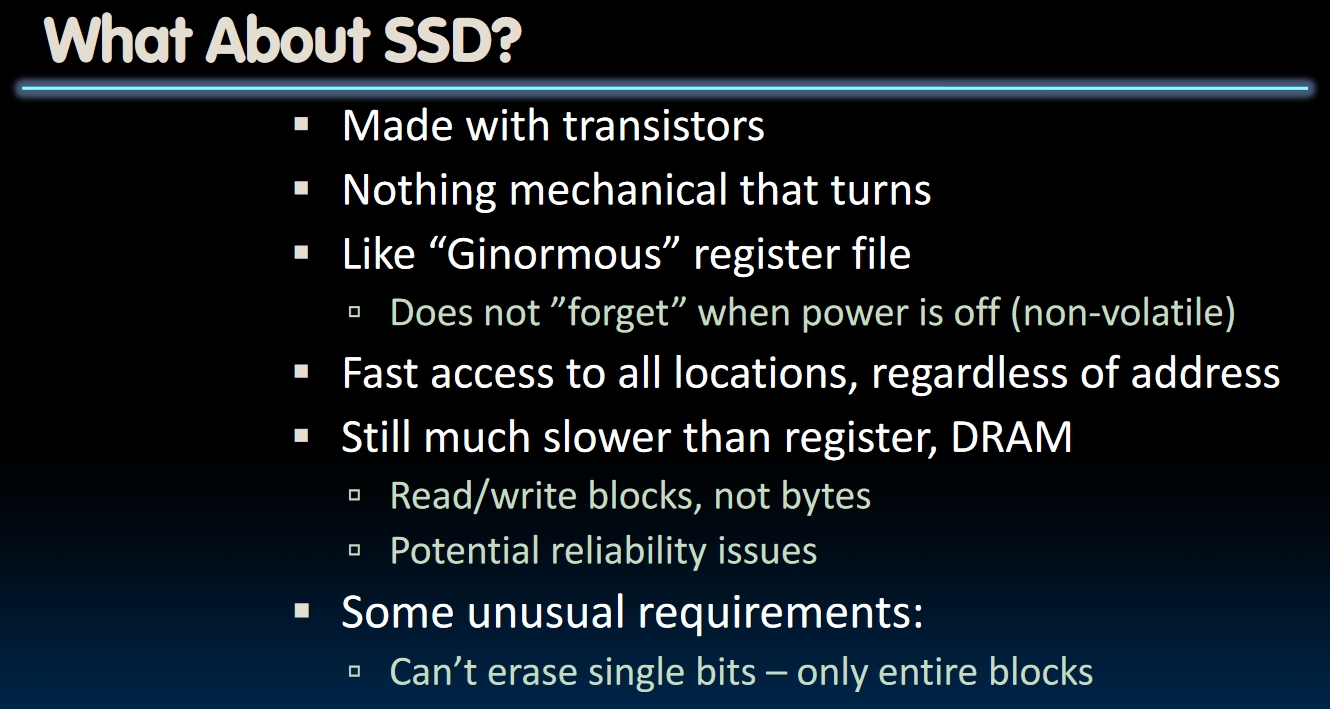 What About SSD?
Made with transistors
Nothing mechanical that turns
Like “Ginormous” register file
Does not ”forget” when power is off (non-volatile)
Fast access to all locations, regardless of address
Still much slower than register, DRAM
Read/write blocks, not bytes
Potential reliability issues
Some unusual requirements:
Can’t erase single bits – only entire blocks